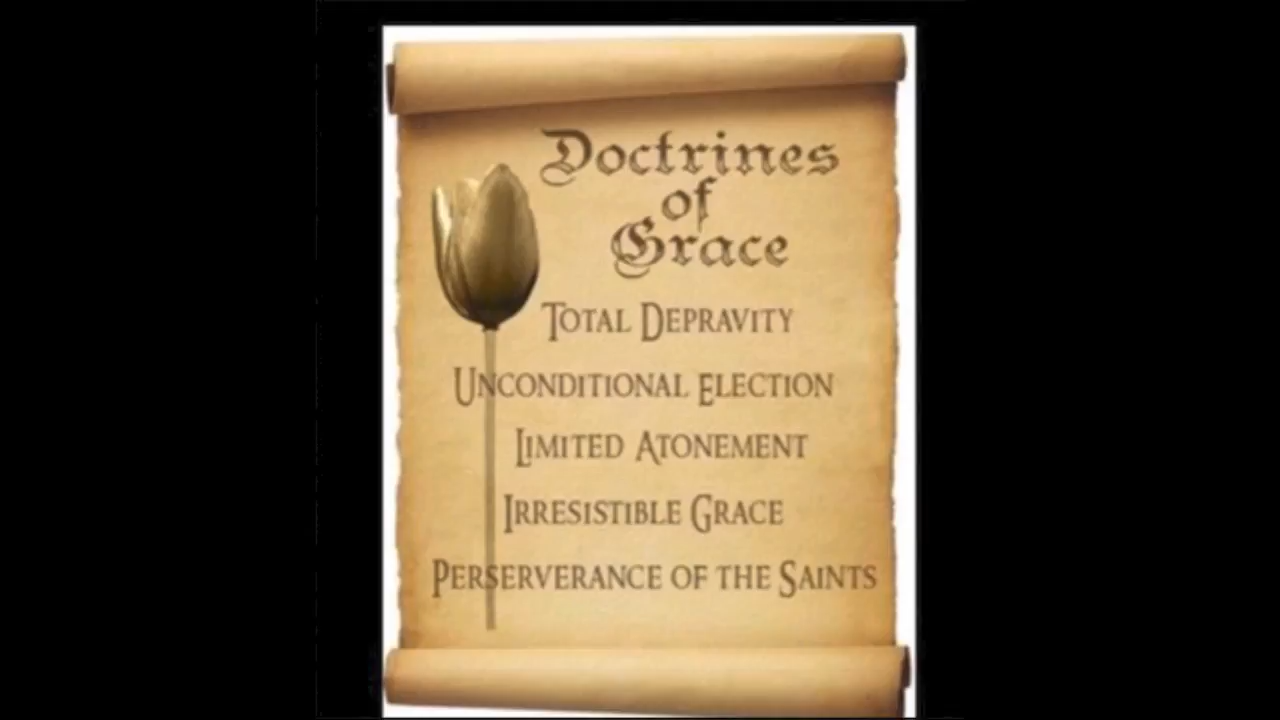 Doctrines
of
Grace
Total Depravity
Unconditional Election
Limited Atonement
Irresistible Grace
Perserverance of the Saints